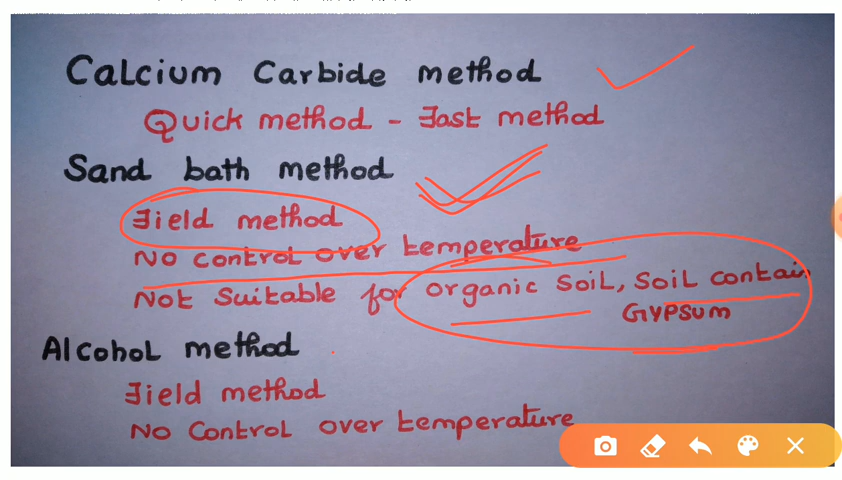 Calcium Carbide method
Quick method - Fast method
Sand bath method
Field method
No control over temperature
Not Suitable for organic soil, soil contain
GYPSUM
Alcohol method
Field method
No Control over temperature